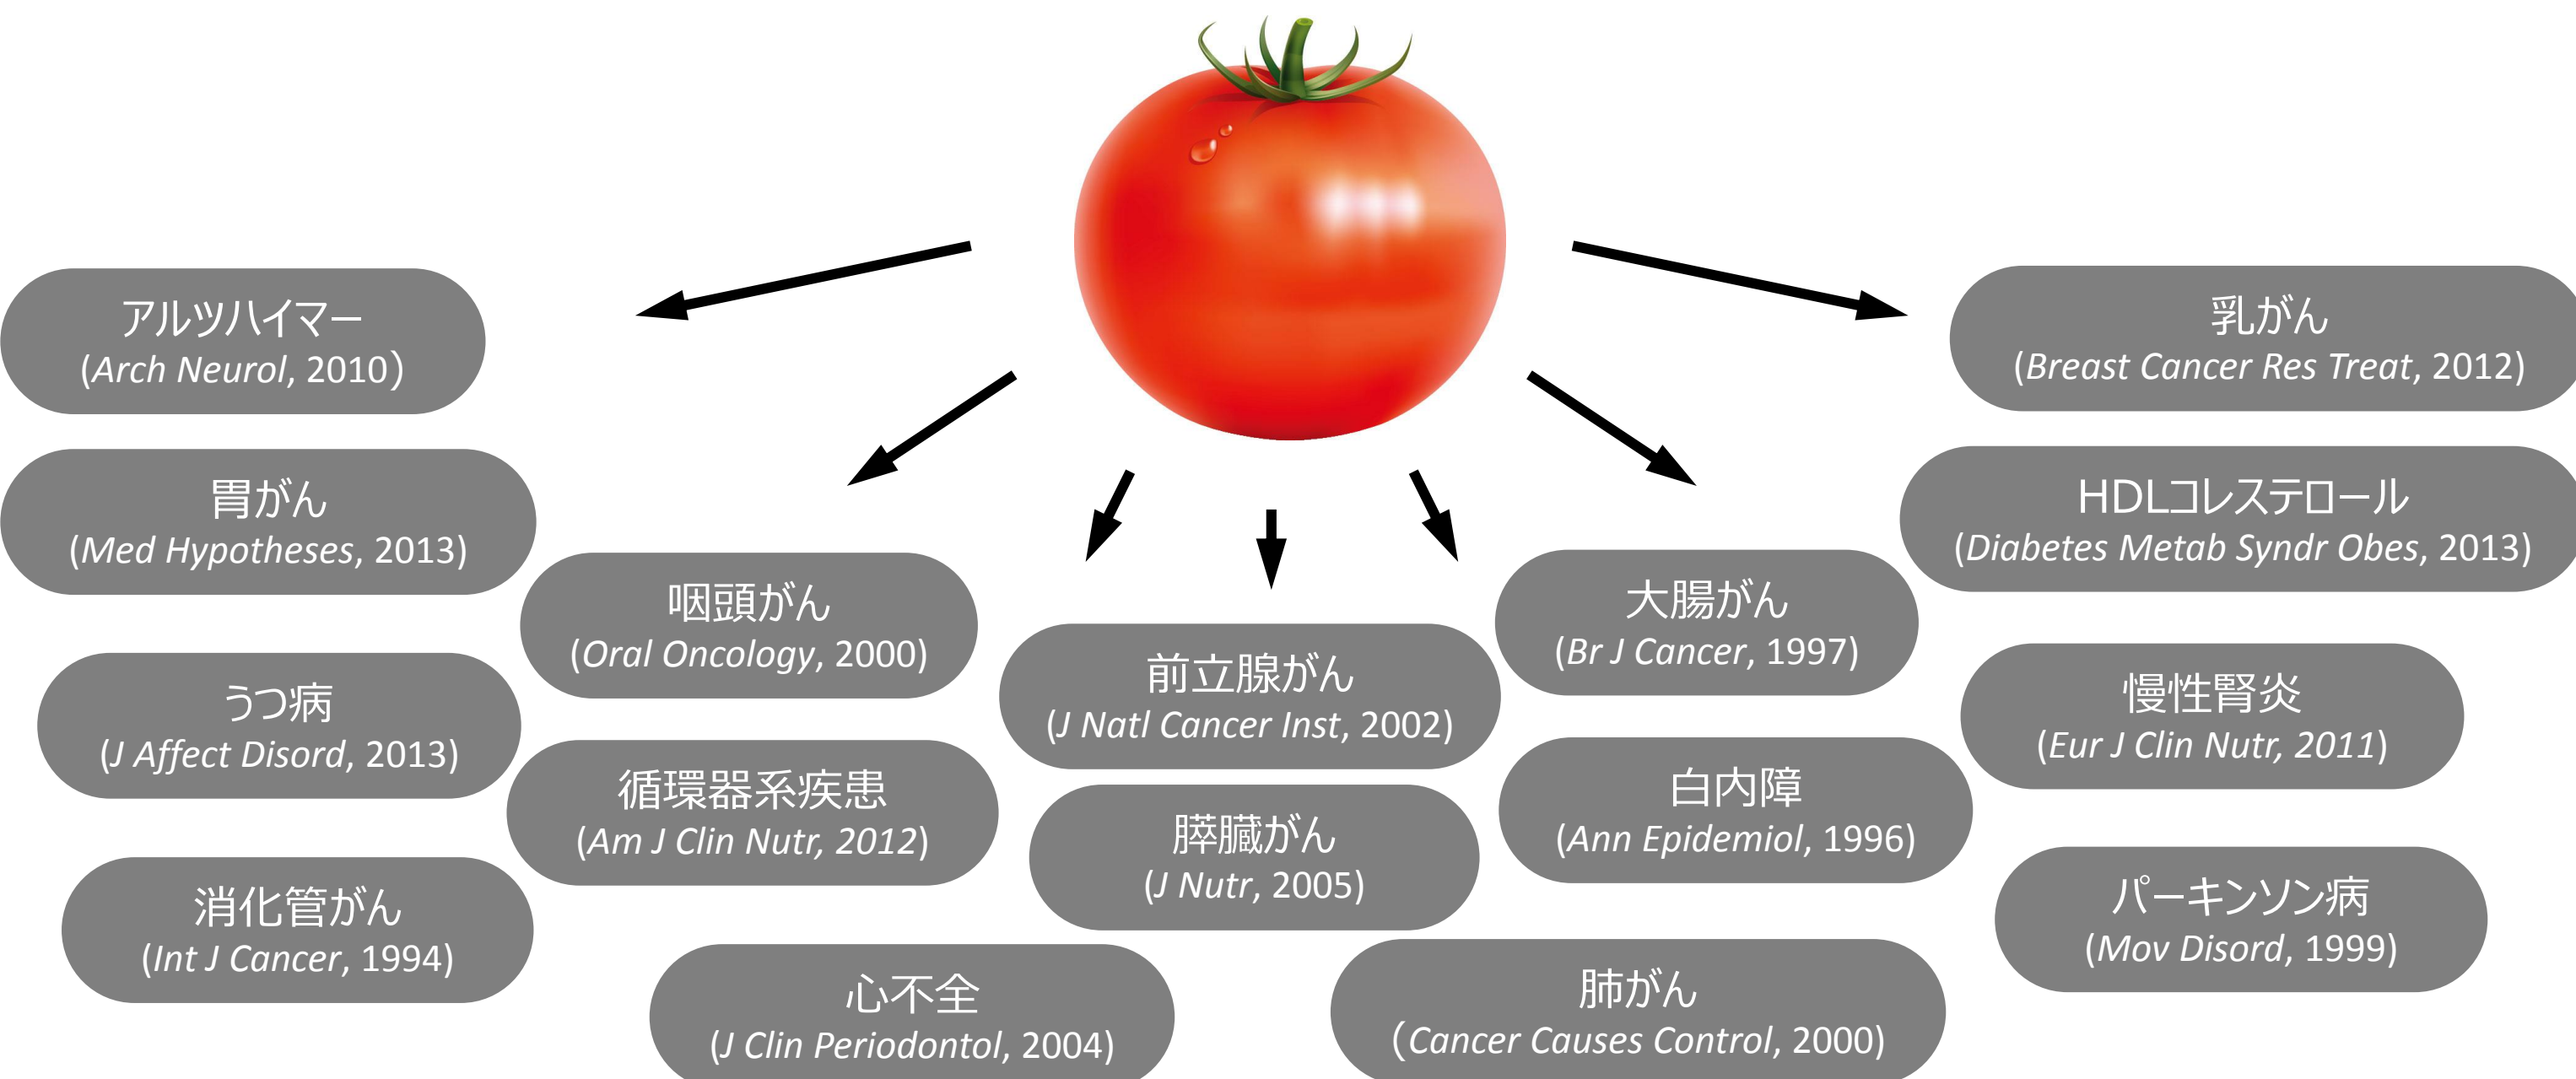 アルツハイマー
(Arch Neurol, 2010)
乳がん
(Breast Cancer Res Treat, 2012)
胃がん
(Med Hypotheses, 2013)
HDLコレステロール
(Diabetes Metab Syndr Obes, 2013)
咽頭がん
(Oral Oncology, 2000)
大腸がん
(Br J Cancer, 1997)
前立腺がん
(J Natl Cancer Inst, 2002)
うつ病
(J Affect Disord, 2013)
慢性腎炎
(Eur J Clin Nutr, 2011)
循環器系疾患
(Am J Clin Nutr, 2012)
白内障
(Ann Epidemiol, 1996)
膵臓がん
(J Nutr, 2005)
消化管がん
(Int J Cancer, 1994)
パーキンソン病
(Mov Disord, 1999)
心不全
(J Clin Periodontol, 2004)
肺がん
(Cancer Causes Control, 2000)